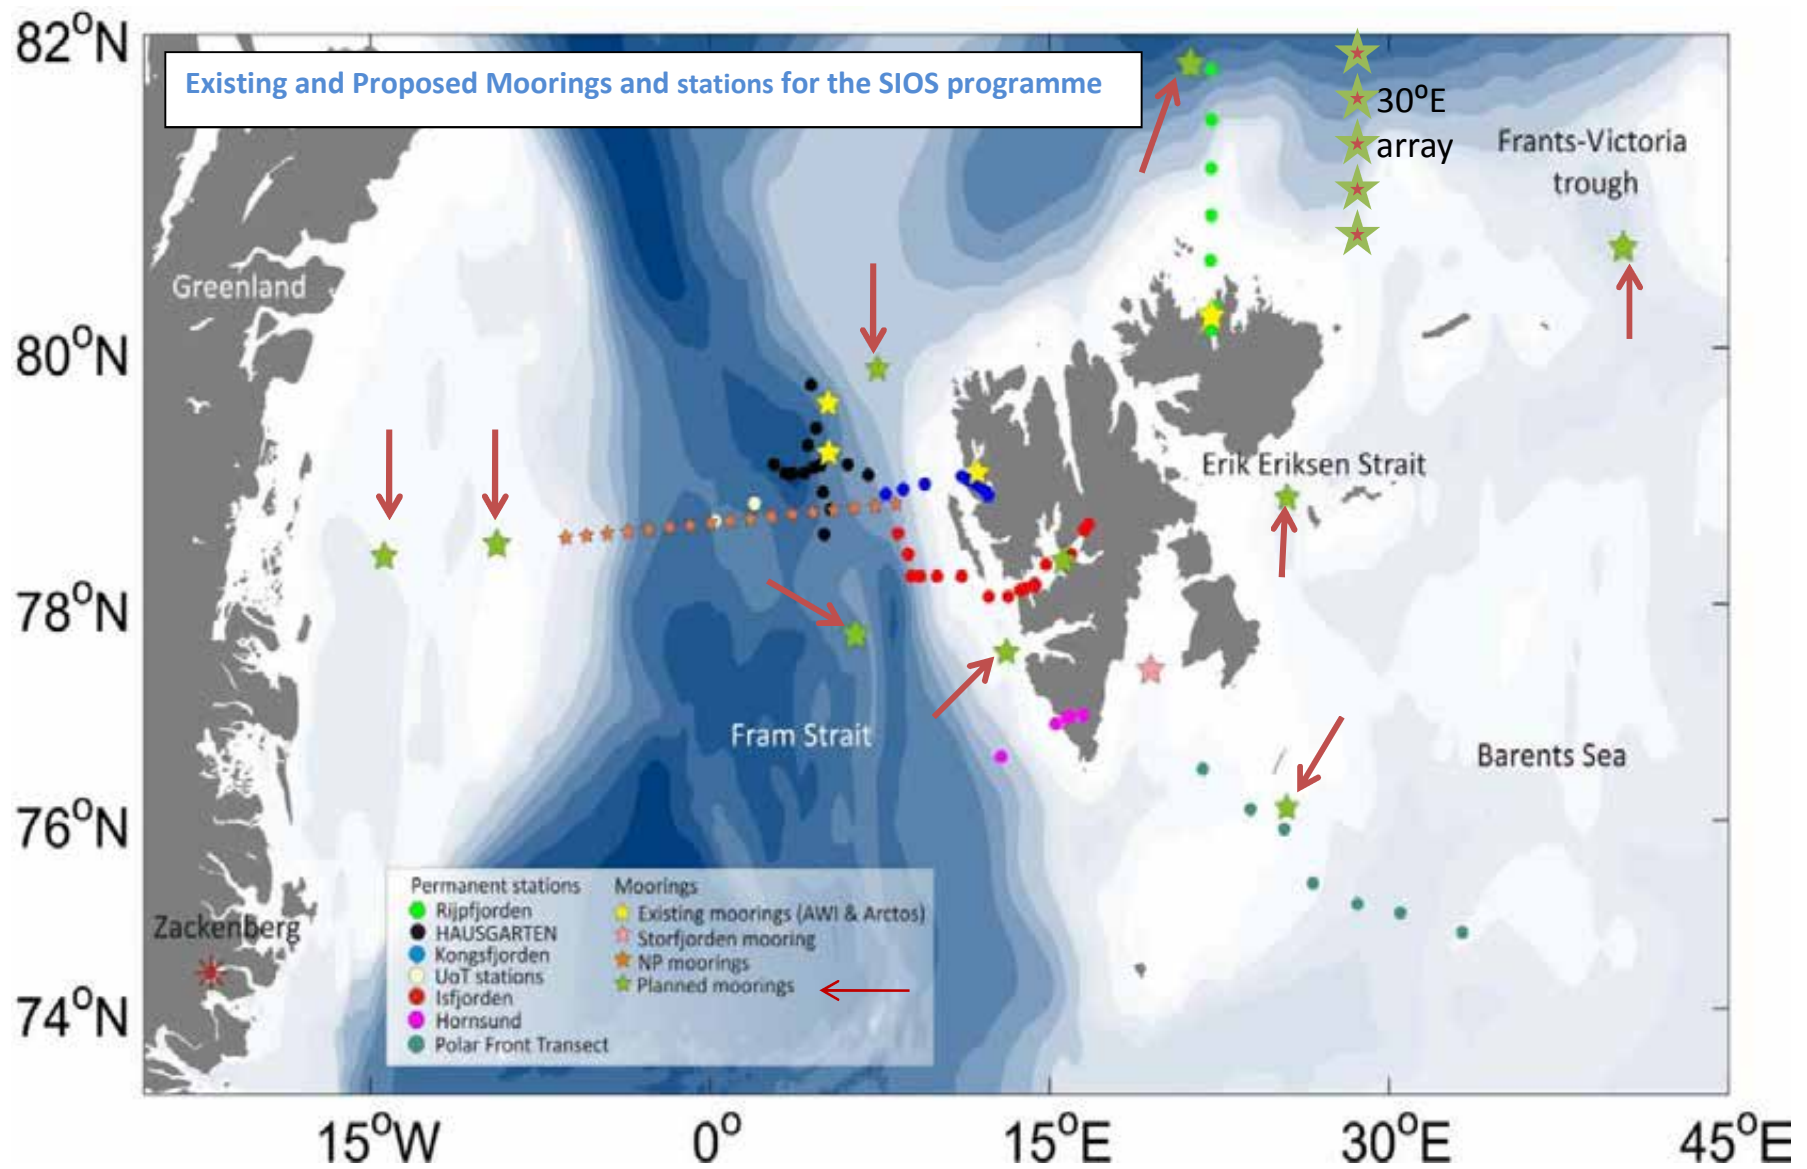 82°N
Existing and Proposed Moorings and stations for the SIOS programme
30°E
array
Frants-Victoria
trough
Greenland
80°N
Erik Eriksen Strait
78°N
Fram Strait
Barents Sea
76°N
Zackenberg
74°N
Permanent stations
Rijpfjorden
HAUSGARTEN
Kongsfjorden
UoT stations
Isfjorden
Hornsund
Polar Front Transect
Moorings
Existing moorings (AWI & Arctos)
Storfjorden mooring
NP moorings
Planned moorings
15°W
0°
15°E
30°E
45°E